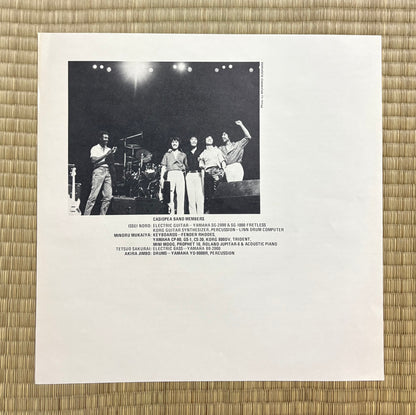 CASIOPEA BAND MEMBERS
ISSEI NORO: ELECTRIC GUITAR—YAMAHA SG-2000 & SG-1000 FRETLESS
KORG GUITAR SYNTHESIZER, PERCUSSION—LINN DRUM COMPUTER
MINORU MUKAIYA: KEYBOARDS—FENDER RHODES,
YAMAHA CP-80, GS-1, CS-30, KORG 800DV, TRIDENT,
MINI MOOG, PROPHET 10, ROLAND JUPITAR-8 & ACOUSTIC PIANO
TETSUO SAKURAI: ELECTRIC BASS—YAMAHA BB-2000
AKIRA JIMBO: DRUMS—YAMAHA YD-9000R, PERCUSSION